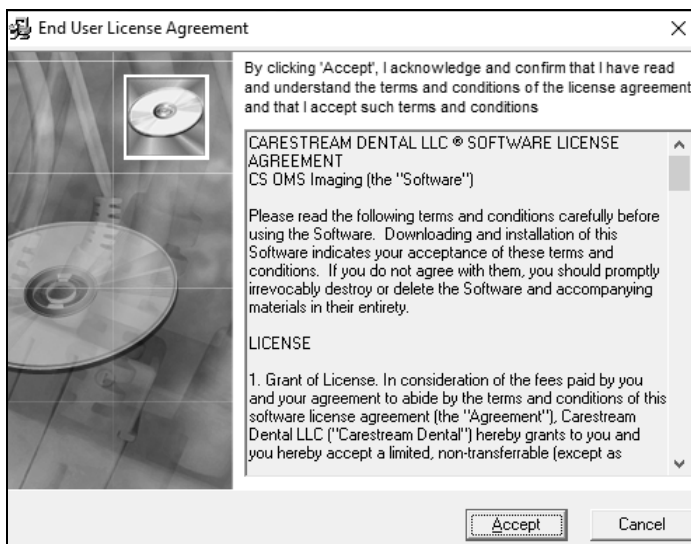 End User License Agreement
By clicking 'Accept', I acknowledge and confirm that I have read
and understand the terms and conditions of the license agreement
and that I accept such terms and conditions
CARESTREAM DENTAL LLC ® SOFTWARE LICENSE
AGREEMENT
CS OMS Imaging (the "Software")
Please read the following terms and conditions carefully before
using the Software.  Downloading and installation of this
Software indicates your acceptance of these terms and
conditions.  If you do not agree with them, you should promptly
irrevocably destroy or delete the Software and accompanying
materials in their entirety.
LICENSE
1. Grant of License. In consideration of the fees paid by you
and your agreement to abide by the terms and conditions of this
software license agreement (the "Agreement"), Carestream
Dental LLC ("Carestream Dental") hereby grants to you and
you hereby accept a limited, non-transferrable (except as
Accept
Cancel